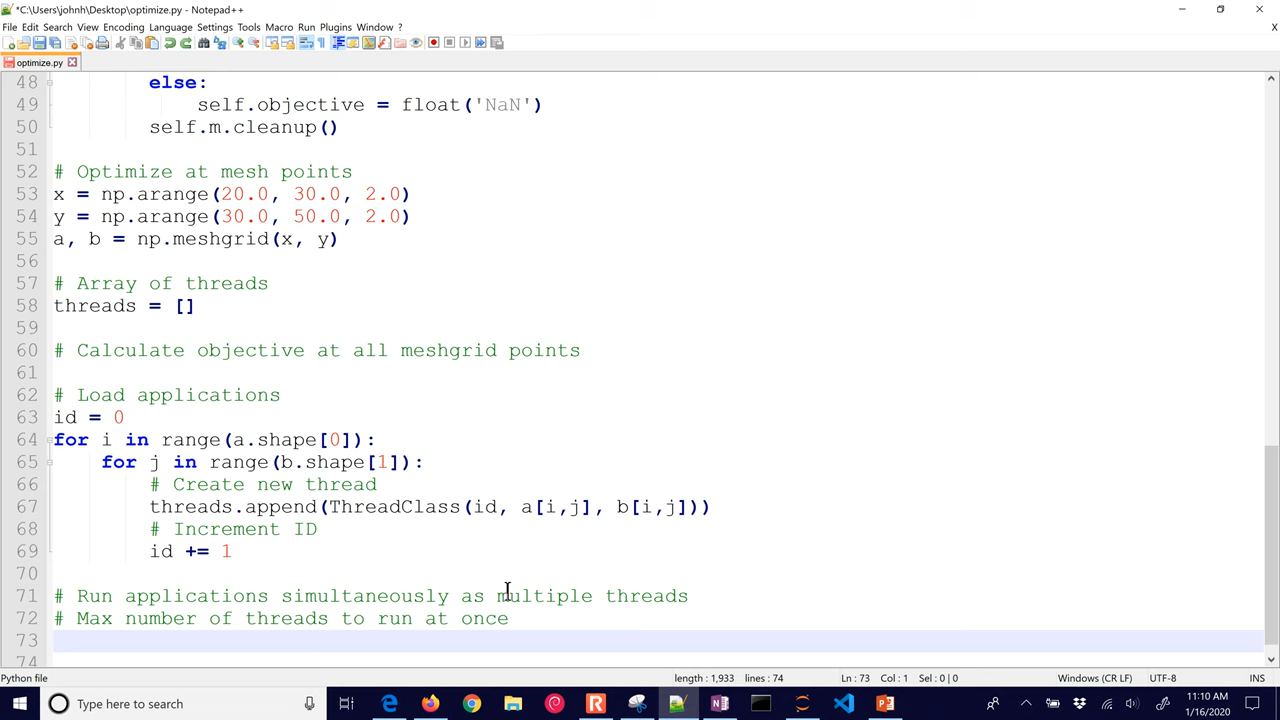 *C:\Users\johnh\Desktop\optimize.py - Notepad++
File Edit Search View Encoding Language Settings Tools Macro Run Plugins Window ? X
optimize.py
48 else:
49 self.objective = float('NaN')
50 self.m.cleanup()
51
52 # Optimize at mesh points
53 x = np.arange(20.0, 30.0, 2.0)
54 y = np.arange(30.0, 50.0, 2.0)
55 a, b = np.meshgrid(x, y)
56
57 # Array of threads
58 threads = []
59
60 # Calculate objective at all meshgrid points
61
62 # Load applications
63 id = 0
64 for i in range(a.shape[0]):
65 for j in range(b.shape[1]):
66 # Create new thread
67 threads.append(ThreadClass(id, a[i,j], b[i,j]))
68 # Increment ID
69 id += 1
70
71 # Run applications simultaneously as multiple threads
72 # Max number of threads to run at once
73
74
Python file length : 1,933 lines : 74 Ln : 73 Col : 1 Sel : 0 | 0 Windows (CR LF) UTF-8 INS
Type here to search
11:10 AM
1/16/2020